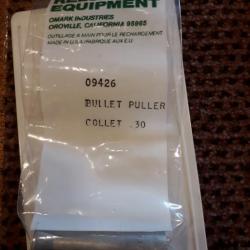 EQUIPMENT
OMARK INDUSTRIES
OROVILLE, CALIFORNIA 95965
OUTILLAGE A MAIN POUR LE RECHARGEMENT
MADE IN U.S.A./FABRIQUE AUX E.U.
09426
BULLET PULLER
COLLET .30